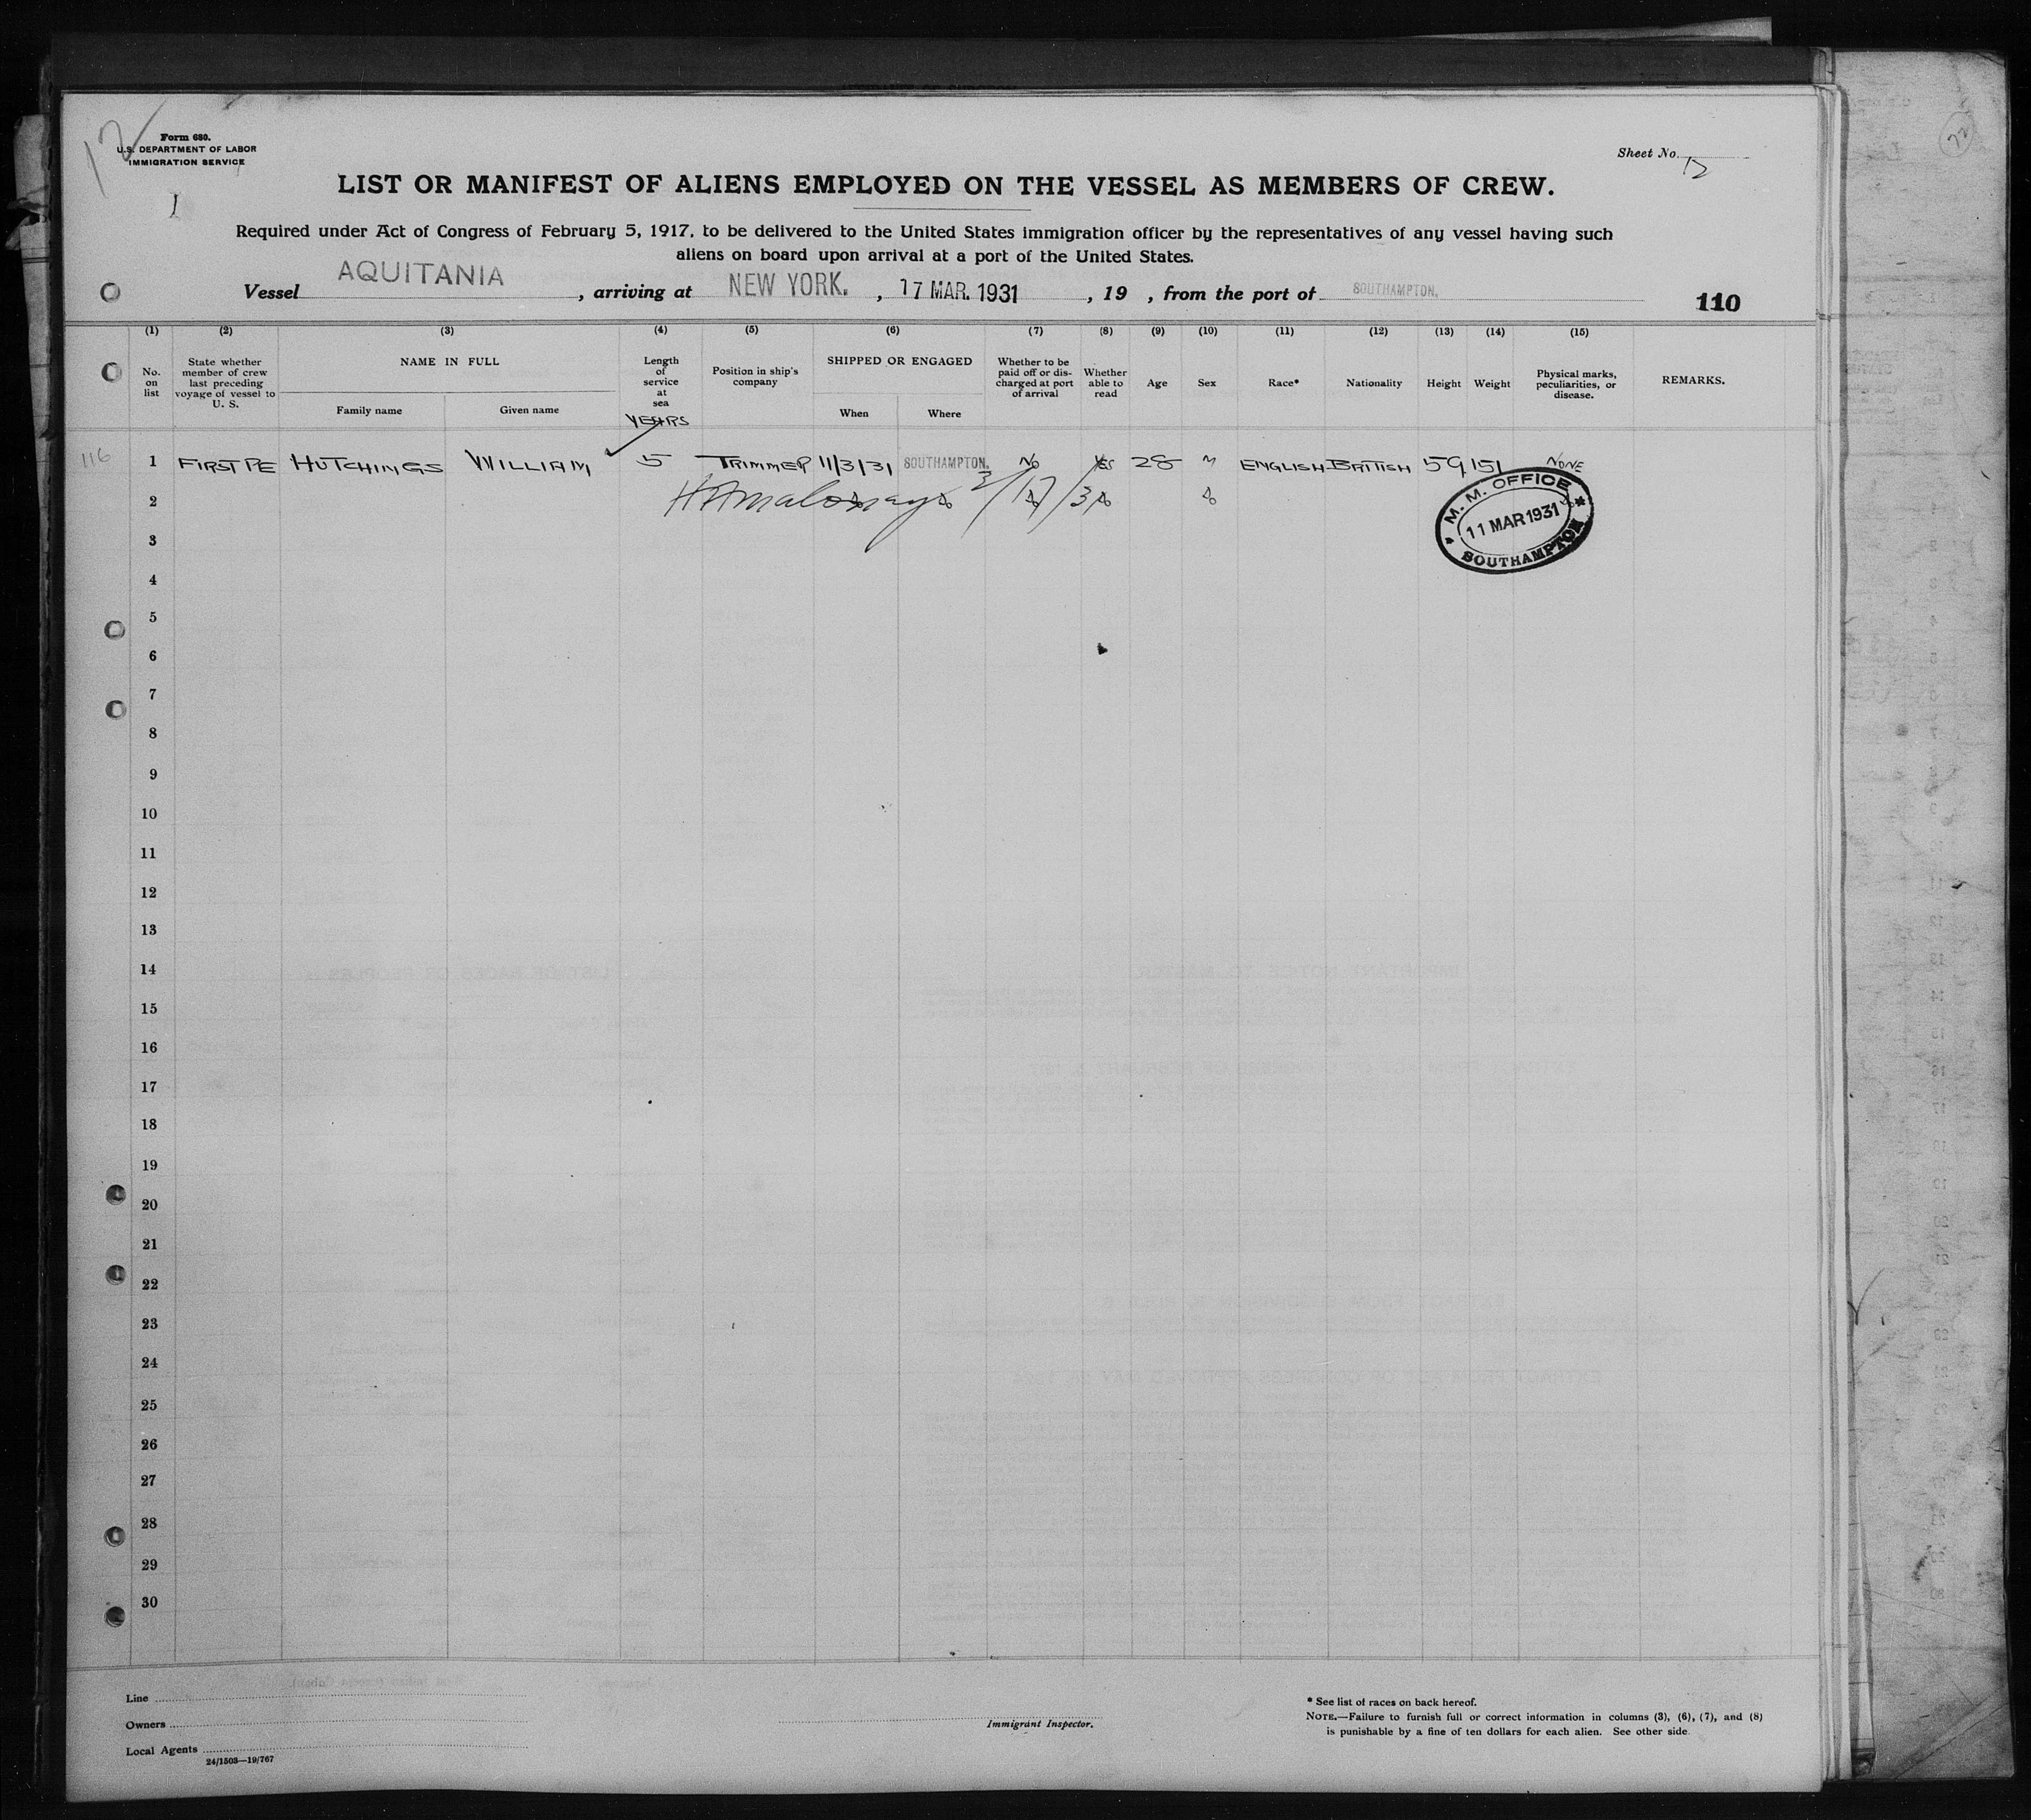 12
Form 680.
U.S. DEPARTMENT OF LABOR
IMMIGRATION SERVICE
1
Sheet No. 12
LIST OR MANIFEST OF ALIENS EMPLOYED ON THE VESSEL AS MEMBERS OF CREW.
Required under Act of Congress of February 5, 1917, to be delivered to the United States immigration officer by the representatives of any vessel having such
aliens on board upon arrival at a port of the United States.
Vessel AQUITANIA, arriving at NEW YORK. , 17 MAR. 1931 , 19 , from the port of SOUTHAMPTON.
110
(1) (2) (3) (4) (5) (6) (7) (8) (9) (10) (11) (12) (13) (14) (15)
No. on list
State whether member of crew last preceding voyage of vessel to U. S.
NAME IN FULL
Family name
Given name
Length of service at sea
YEARS
Position in ship's company
SHIPPED OR ENGAGED
When
Where
Whether to be paid off or discharged at port of arrival
Whether able to read
Age
Sex
Race*
Nationality
Height
Weight
Physical marks, peculiarities, or disease.
REMARKS.
116 1 FIRST PE HUTCHINGS WILLIAM 5 TRIMMER 11/3/31 SOUTHAMPTON. No YES 28 M ENGLISH BRITISH 59 151 NONE
2 3/17/31
M. M. OFFICE
11 MAR 1931
SOUTHAMPTON
3
4
5
6
7
8
9
10
11
12
13
14
15
16
17
18
19
20
21
22
23
24
25
26
27
28
29
30
Line
Owners
Local Agents
24/1503—19/767
Immigrant Inspector.
* See list of races on back hereof.
NOTE.—Failure to furnish full or correct information in columns (3), (6), (7), and (8)
is punishable by a fine of ten dollars for each alien. See other side.